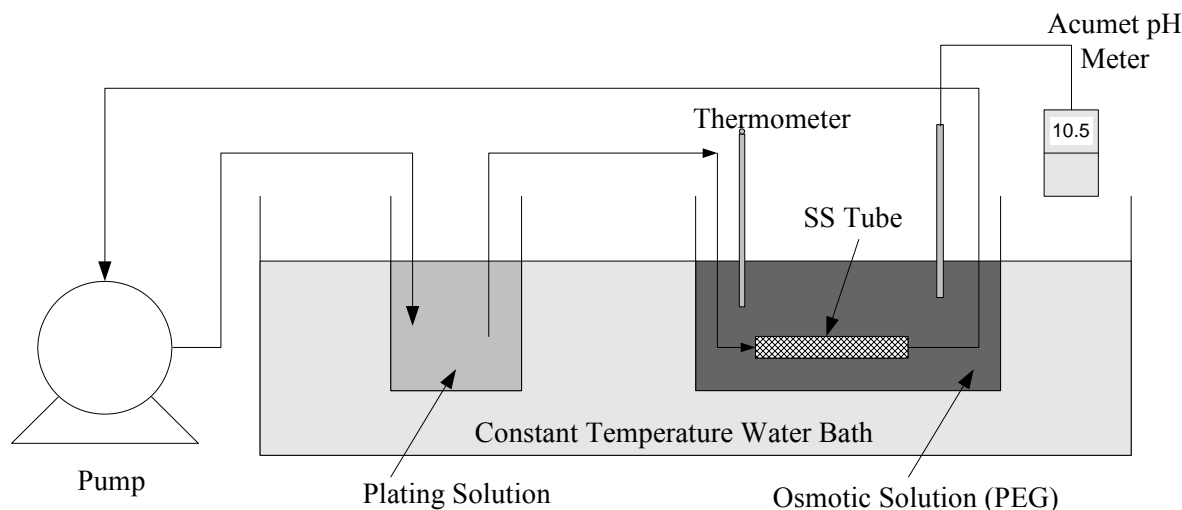 Acumet pH
Meter
10.5
Thermometer
SS Tube
Constant Temperature Water Bath
Pump
Plating Solution
Osmotic Solution (PEG)